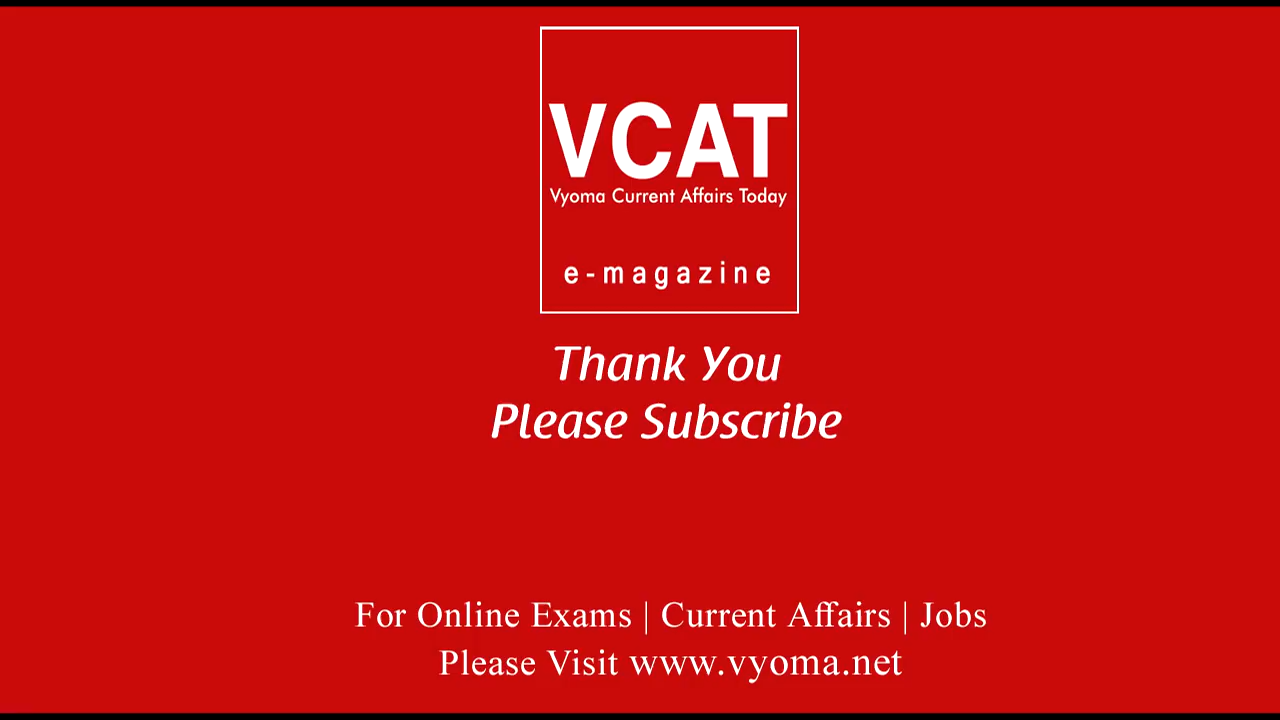 VCAT
Vyoma Current Affairs Today
e-magazine
Thank You
Please Subscribe
For Online Exams | Current Affairs | Jobs
Please Visit www.vyoma.net